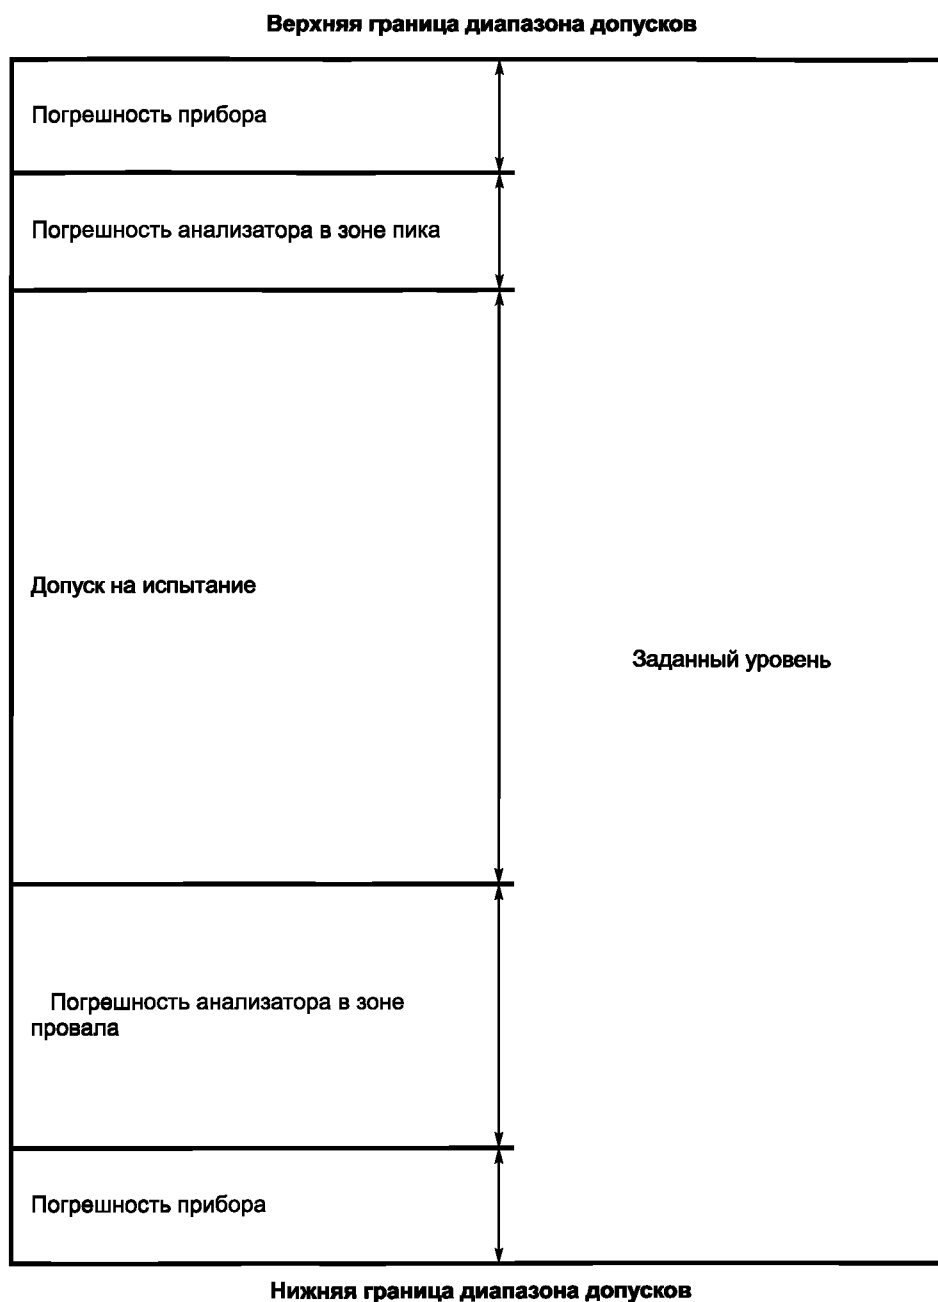 Верхняя граница диапазона допусков
Погрешность прибора
Погрешность анализатора в зоне пика
Допуск на испытание
Заданный уровень
Погрешность анализатора в зоне
провала
Погрешность прибора
Нижняя граница диапазона допусков